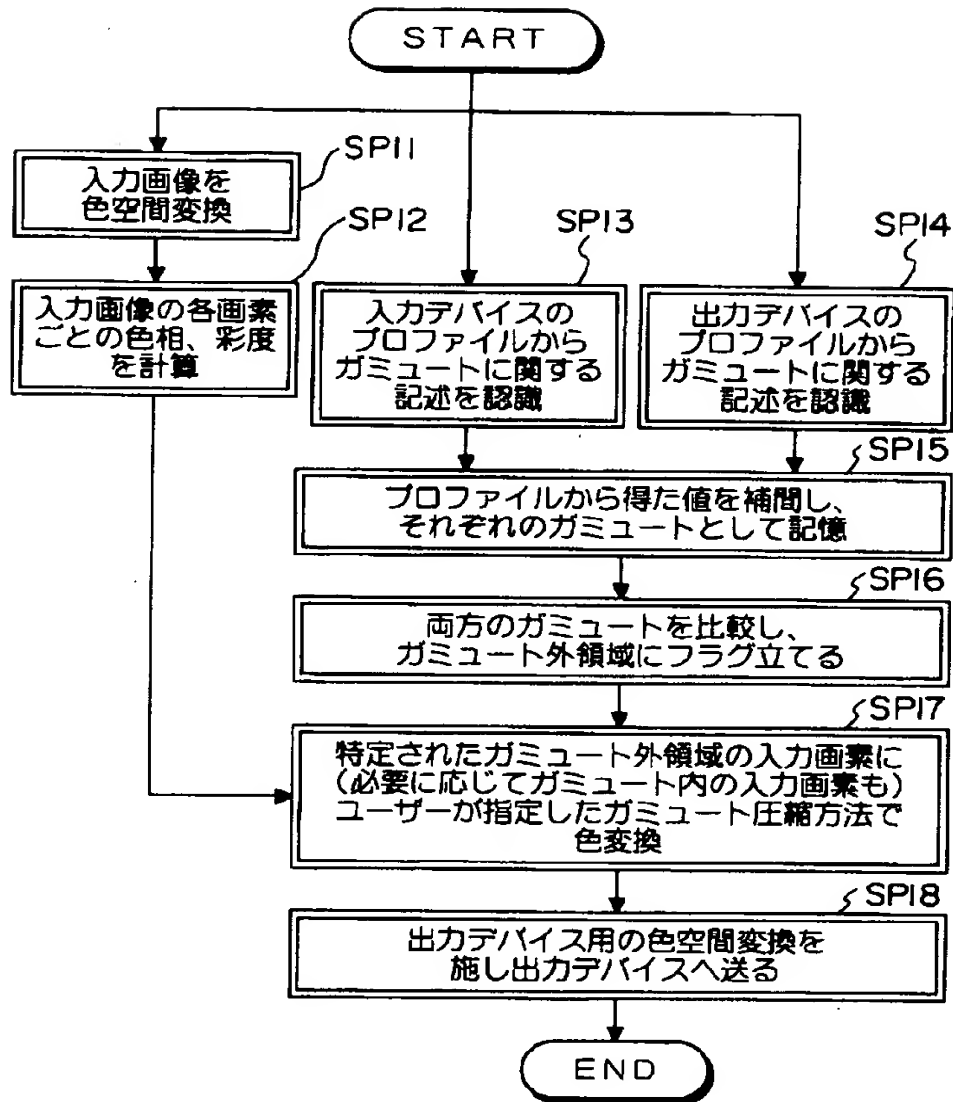 START
SP11
入力画像を
色空間変換
SP12
入力画像の各画素
ごとの色相、彩度
を計算
SP13
入力デバイスの
プロファイルから
ガミュートに関する
記述を認識
SP14
出力デバイスの
プロファイルから
ガミュートに関する
記述を認識
SP15
プロファイルから得た値を補間し、
それぞれのガミュートとして記憶
SP16
両方のガミュートを比較し、
ガミュート外領域にフラグ立てる
SP17
特定されたガミュート外領域の入力画素に
(必要に応じてガミュート内の入力画素も)
ユーザーが指定したガミュート圧縮方法で
色変換
SP18
出力デバイス用の色空間変換を
施し出力デバイスへ送る
END